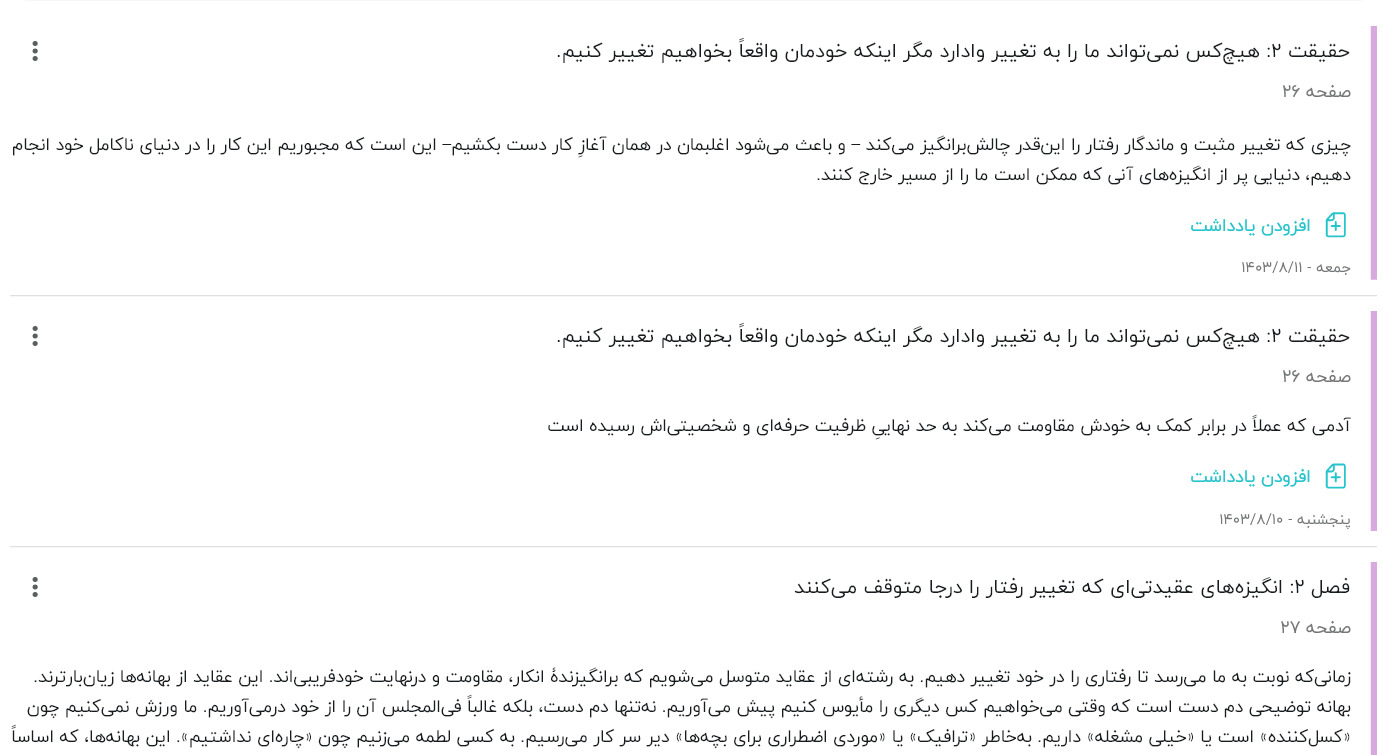 حقیقت ۲: هیچ‌کس نمی‌تواند ما را به تغییر وادارد مگر اینکه خودمان واقعاً بخواهیم تغییر کنیم.
صفحه ۲۶
چیزی که تغییر مثبت و ماندگار رفتار را این‌قدر چالش‌برانگیز می‌کند – و باعث می‌شود اغلبمان در همان آغازِ کار دست بکشیم– این است که مجبوریم این کار را در دنیای ناکامل خود انجام
دهیم، دنیایی پر از انگیزه‌های آنی که ممکن است ما را از مسیر خارج کنند.
افزودن یادداشت
جمعه - ۱۴۰۳/۸/۱۱
حقیقت ۲: هیچ‌کس نمی‌تواند ما را به تغییر وادارد مگر اینکه خودمان واقعاً بخواهیم تغییر کنیم.
صفحه ۲۶
آدمی که عملاً در برابر کمک به خودش مقاومت می‌کند به حد نهاییِ ظرفیت حرفه‌ای و شخصیتی‌اش رسیده است
افزودن یادداشت
پنجشنبه - ۱۴۰۳/۸/۱۰
فصل ۲: انگیزه‌های عقیدتی‌ای که تغییر رفتار را درجا متوقف می‌کنند
صفحه ۲۷
زمانی‌که نوبت به ما می‌رسد تا رفتاری را در خود تغییر دهیم. به رشته‌ای از عقاید متوسل می‌شویم که برانگیزندهٔ انکار، مقاومت و درنهایت خودفریبی‌اند. این عقاید از بهانه‌ها زیان‌بارترند.
بهانه توضیحی دم دست است که وقتی می‌خواهیم کس دیگری را مأیوس کنیم پیش می‌آوریم. نه‌تنها دم دست، بلکه غالباً فی‌المجلس آن را از خود درمی‌آوریم. ما ورزش نمی‌کنیم چون
«کسل‌کننده» است یا «خیلی مشغله» داریم. به‌خاطر «ترافیک» یا «موردی اضطراری برای بچه‌ها» دیر سر کار می‌رسیم. به کسی لطمه می‌زنیم چون «چاره‌ای نداشتیم». این بهانه‌ها، که اساساً